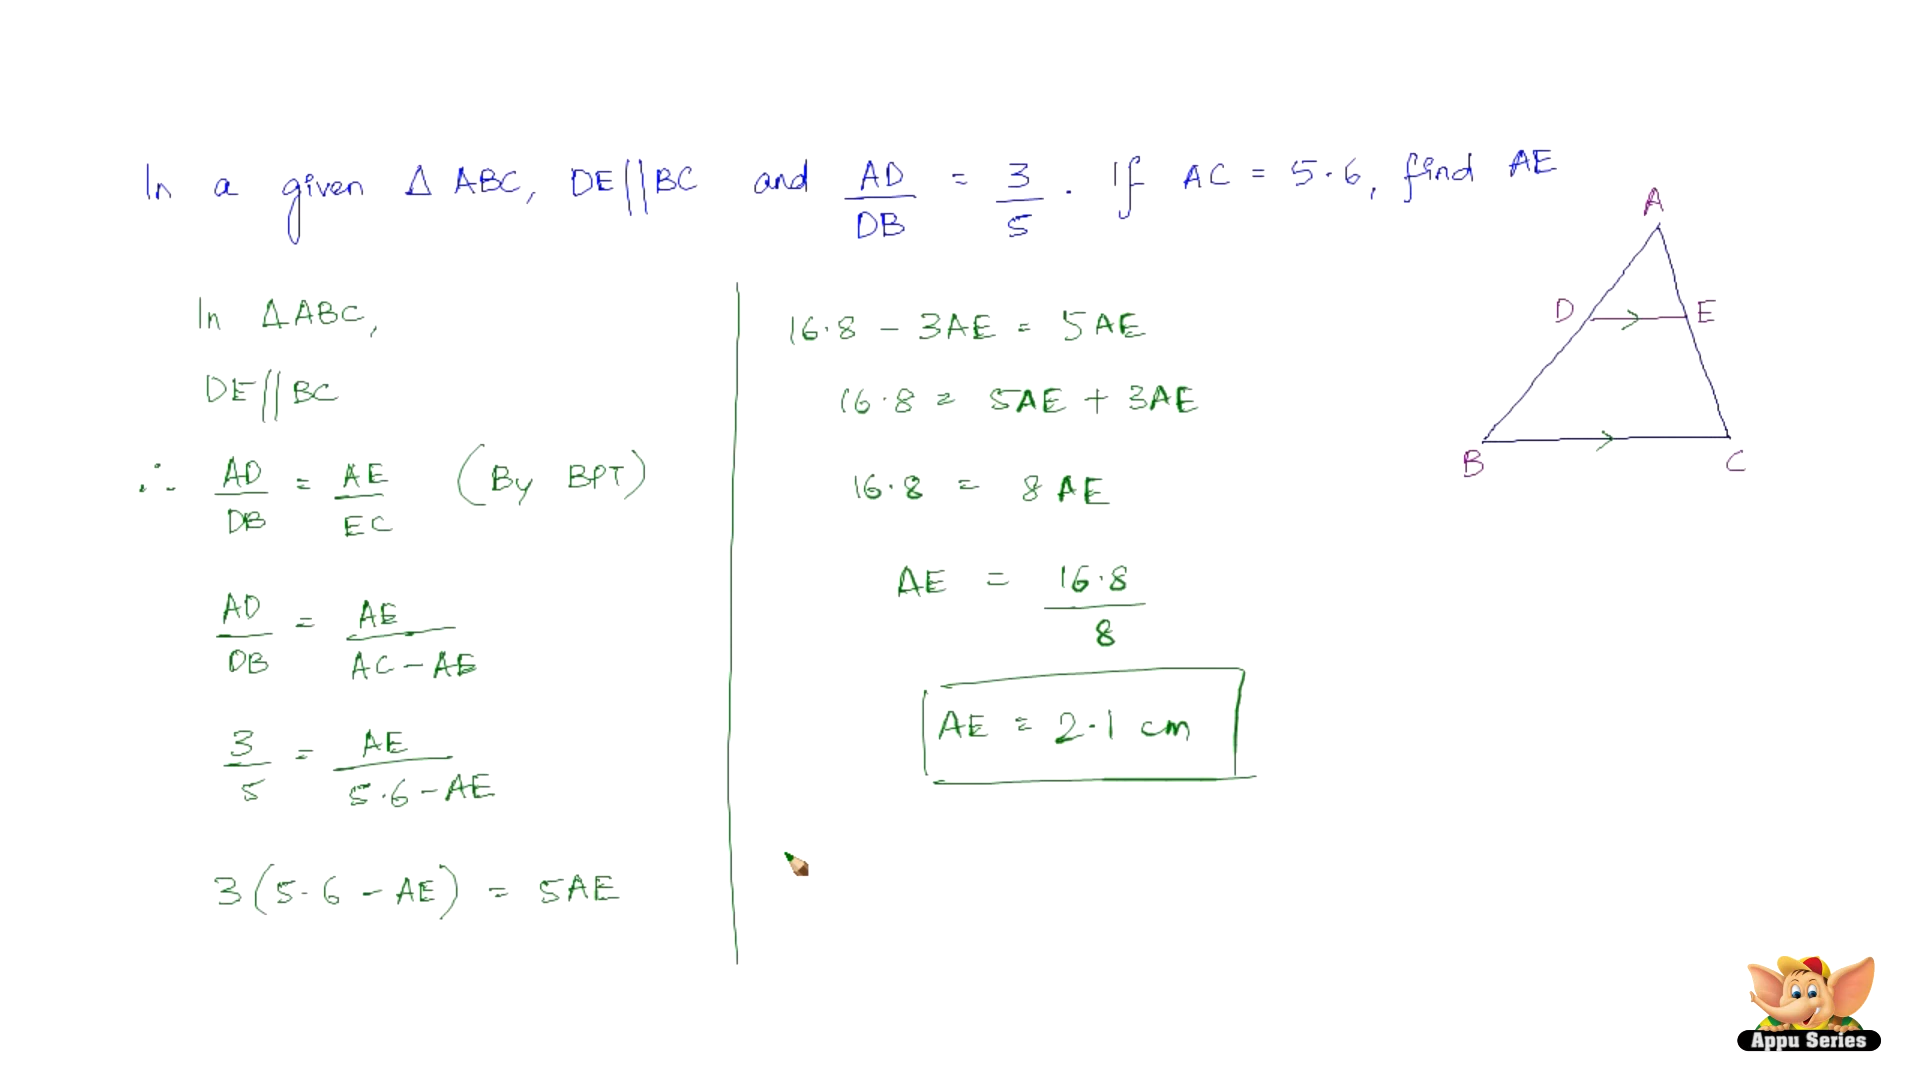 In a given Δ ABC, DE||BC and AD/DB = 3/5. If AC = 5.6, find AE
In ΔABC,
DE||BC
∴ AD/DB = AE/EC (By BPT)
AD/DB = AE/AC-AE
3/5 = AE/5.6-AE
3(5.6-AE) = 5AE
16.8 - 3AE = 5AE
16.8 = 5AE + 3AE
16.8 = 8AE
AE = 16.8/8
AE = 2.1 cm
A
D E
B C
Appu Series